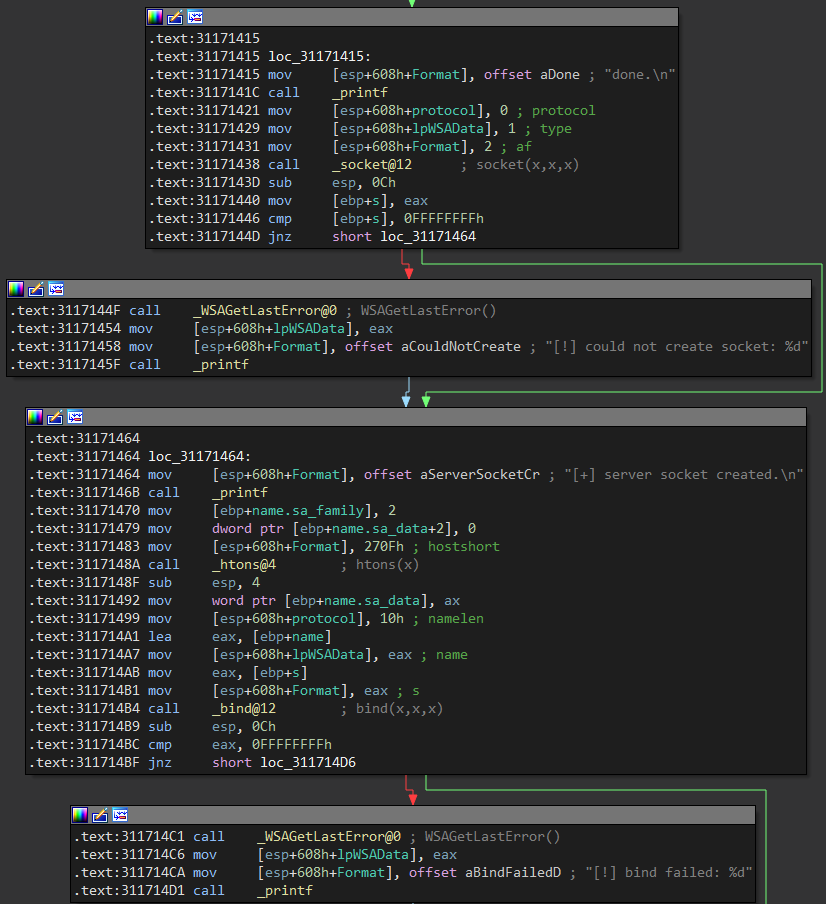 .text:31171415
.text:31171415 loc_31171415:
.text:31171415 mov [esp+608h+Format], offset aDone ; "done.\n"
.text:3117141C call _printf
.text:31171421 mov [esp+608h+protocol], 0 ; protocol
.text:31171429 mov [esp+608h+lpWSAData], 1 ; type
.text:31171431 mov [esp+608h+Format], 2 ; af
.text:31171438 call _socket@12 ; socket(x,x,x)
.text:3117143D sub esp, 0Ch
.text:31171440 mov [ebp+s], eax
.text:31171446 cmp [ebp+s], 0FFFFFFFFh
.text:3117144D jnz short loc_31171464
.text:3117144F call _WSAGetLastError@0 ; WSAGetLastError()
.text:31171454 mov [esp+608h+lpWSAData], eax
.text:31171458 mov [esp+608h+Format], offset aCouldNotCreate ; "[!] could not create socket: %d"
.text:3117145F call _printf
.text:31171464
.text:31171464 loc_31171464:
.text:31171464 mov [esp+608h+Format], offset aServerSocketCr ; "[+] server socket created.\n"
.text:3117146B call _printf
.text:31171470 mov [ebp+name.sa_family], 2
.text:31171479 mov dword ptr [ebp+name.sa_data+2], 0
.text:31171483 mov [esp+608h+Format], 270Fh ; hostshort
.text:3117148A call _htons@4 ; htons(x)
.text:3117148F sub esp, 4
.text:31171492 mov word ptr [ebp+name.sa_data], ax
.text:31171499 mov [esp+608h+protocol], 10h ; namelen
.text:311714A1 lea eax, [ebp+name]
.text:311714A7 mov [esp+608h+lpWSAData], eax ; name
.text:311714AB mov eax, [ebp+s]
.text:311714B1 mov [esp+608h+Format], eax ; s
.text:311714B4 call _bind@12 ; bind(x,x,x)
.text:311714B9 sub esp, 0Ch
.text:311714BC cmp eax, 0FFFFFFFFh
.text:311714BF jnz short loc_311714D6
.text:311714C1 call _WSAGetLastError@0 ; WSAGetLastError()
.text:311714C6 mov [esp+608h+lpWSAData], eax
.text:311714CA mov [esp+608h+Format], offset aBindFailedD ; "[!] bind failed: %d"
.text:311714D1 call _printf